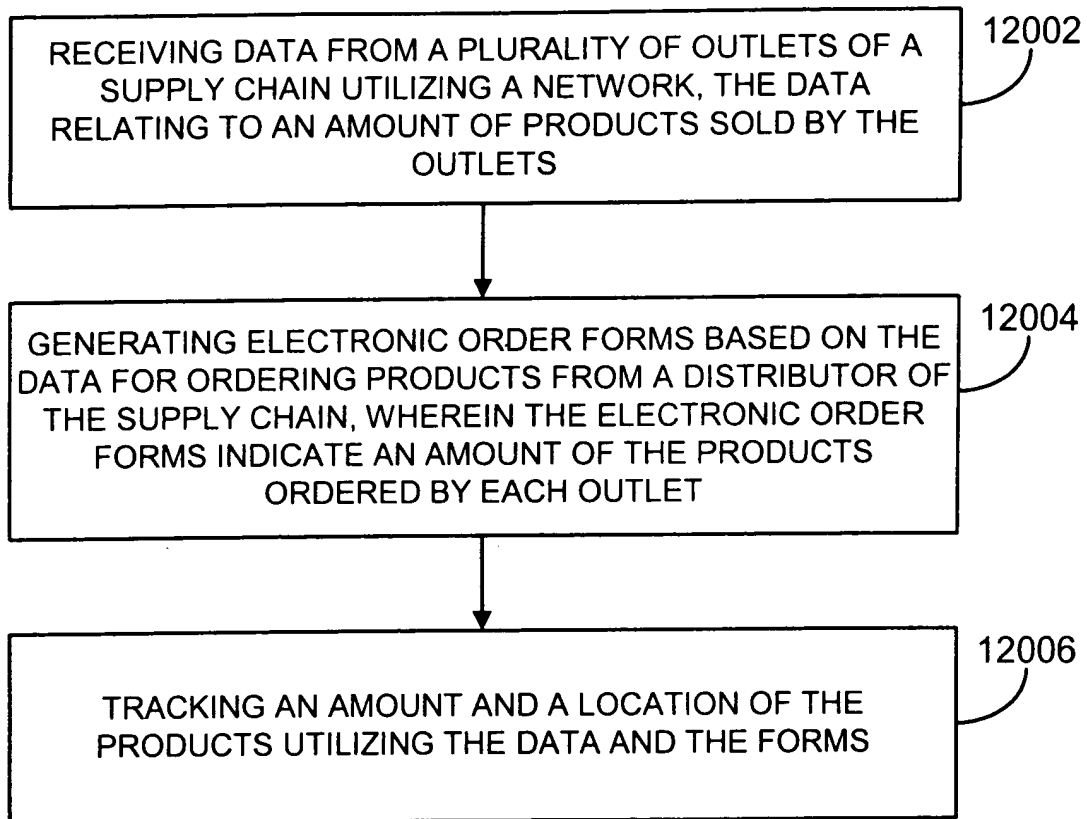 RECEIVING DATA FROM A PLURALITY OF OUTLETS OF A
SUPPLY CHAIN UTILIZING A NETWORK, THE DATA
RELATING TO AN AMOUNT OF PRODUCTS SOLD BY THE
OUTLETS
12002
GENERATING ELECTRONIC ORDER FORMS BASED ON THE
DATA FOR ORDERING PRODUCTS FROM A DISTRIBUTOR OF
THE SUPPLY CHAIN, WHEREIN THE ELECTRONIC ORDER
FORMS INDICATE AN AMOUNT OF THE PRODUCTS
ORDERED BY EACH OUTLET
12004
TRACKING AN AMOUNT AND A LOCATION OF THE
PRODUCTS UTILIZING THE DATA AND THE FORMS
12006